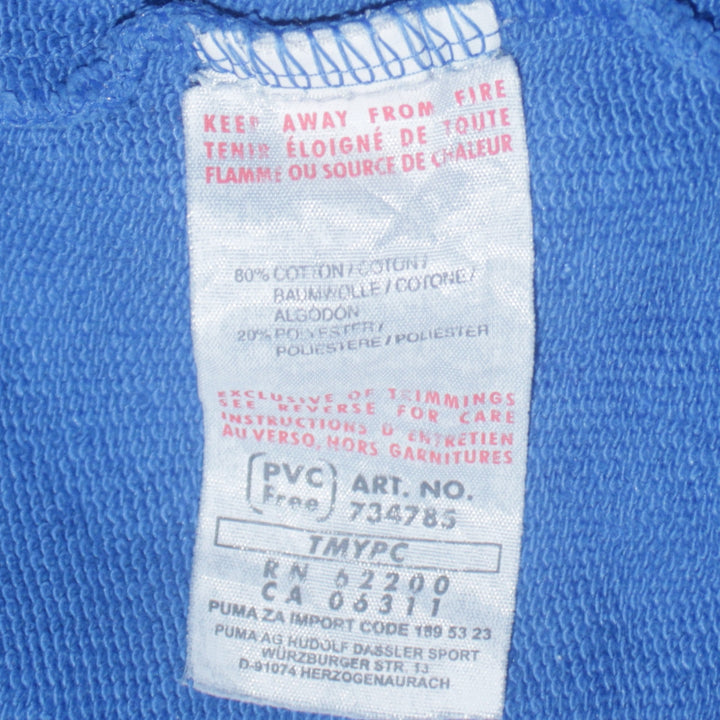 KEEP AWAY FROM FIRE
TENIR ÉLOIGNÉ DE TOUTE
FLAMME OU SOURCE DE CHALEUR
80% COTTON/COTON/
BAUMWOLLE/COTONE/
ALGODON
20% POLYESTER/
POLIESTERE/POLIESTER
EXCLUSIVE OF TRIMMINGS
SEE REVERSE FOR CARE
INSTRUCTIONS D ENTRETIEN
AU VERSO, HORS GARNITURES
PVC Free ART. NO. 734785
TMYPC
RN 62200
CA 06311
PUMA ZA IMPORT CODE 189 53 23
PUMA AG RUDOLF DASSLER SPORT
WÜRZBURGER STR. 13
D-91074 HERZOGENAURACH